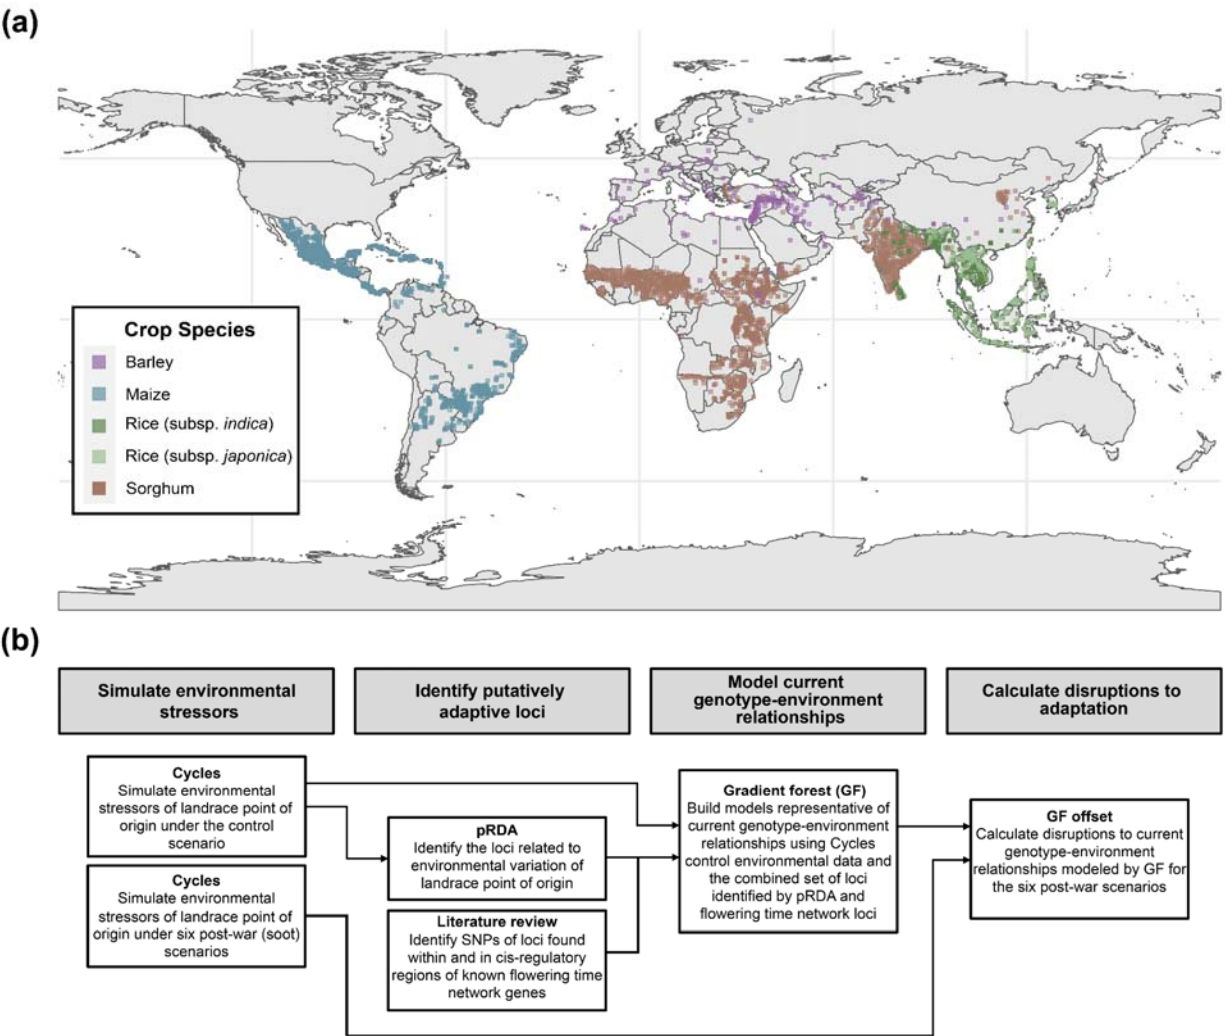 (a)
Crop Species
Barley
Maize
Rice (subsp. indica)
Rice (subsp. japonica)
Sorghum
(b)
Simulate environmental
stressors
Identify putatively
adaptive loci
Model current
genotype-environment
relationships
Calculate disruptions to
adaptation
Cycles
Simulate environmental
stressors of landrace point of
origin under the control
scenario
Cycles
Simulate environmental
stressors of landrace point of
origin under six post-war (soot)
scenarios
pRDA
Identify the loci related to
environmental variation of
landrace point of origin
Literature review
Identify SNPs of loci found
within and in cis-regulatory
regions of known flowering time
network genes
Gradient forest (GF)
Build models representative of
current genotype-environment
relationships using Cycles
control environmental data and
the combined set of loci
identified by pRDA and
flowering time network loci
GF offset
Calculate disruptions to current
genotype-environment
relationships modeled by GF for
the six post-war scenarios